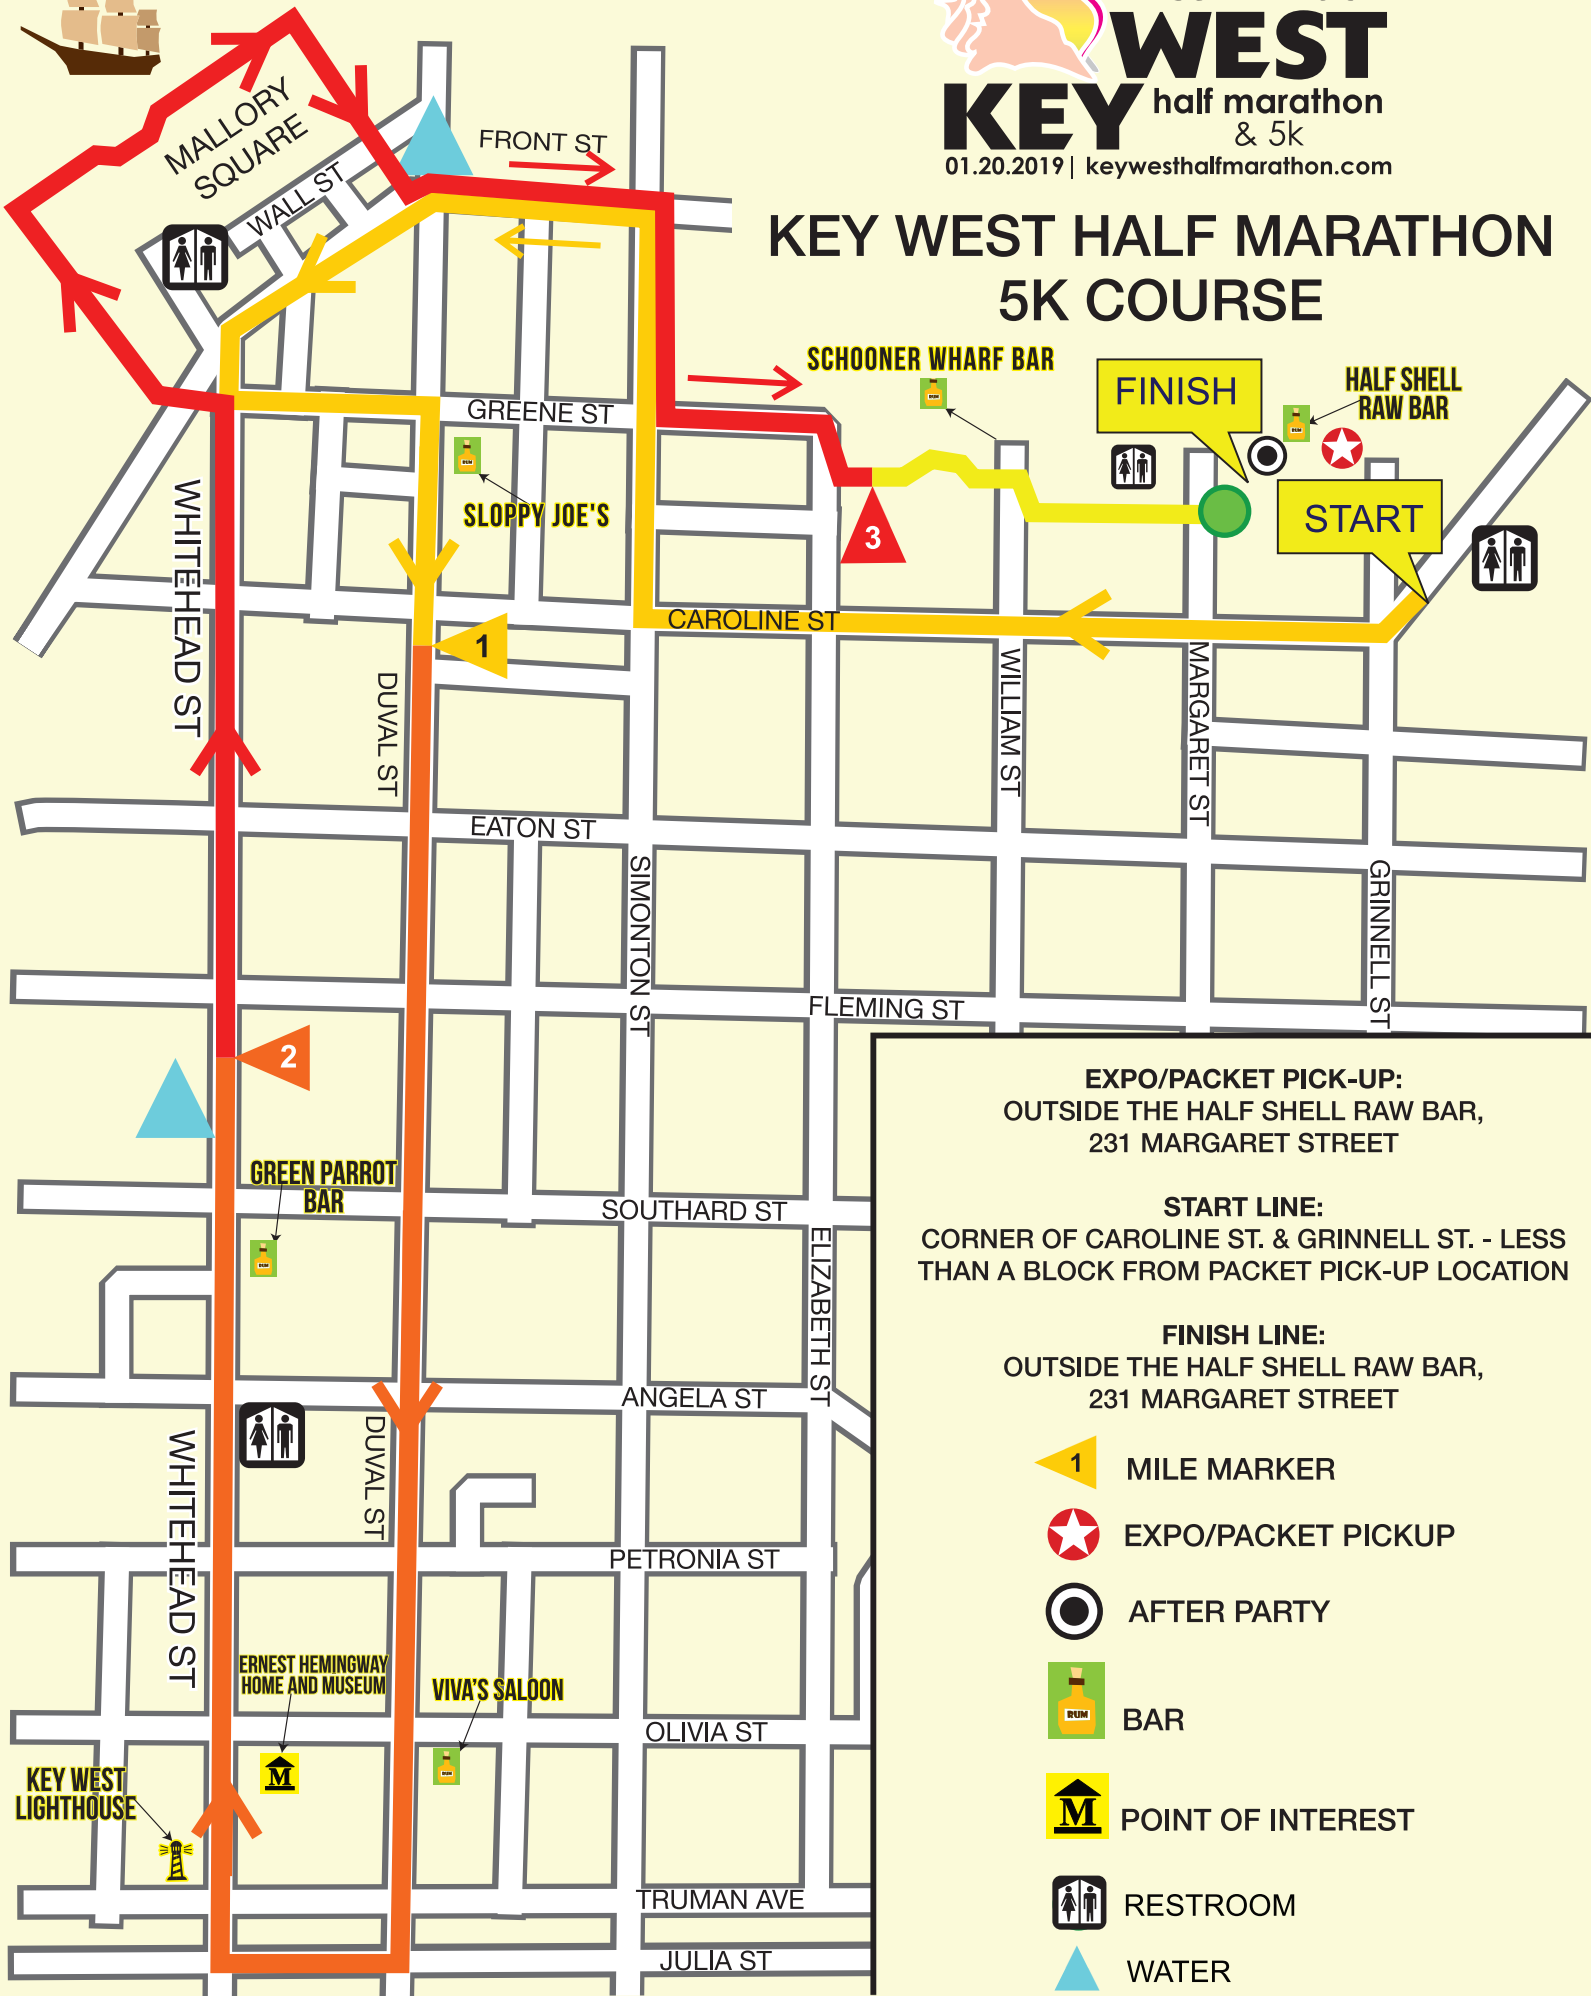 WEST
KEY half marathon
& 5k
01.20.2019 | keywesthalfmarathon.com
KEY WEST HALF MARATHON
5K COURSE
MALLORY
SQUARE
WALL ST
FRONT ST
SCHOONER WHARF BAR
FINISH
HALF SHELL
RAW BAR
START
GREENE ST
SLOPPY JOE'S
3
WHITEHEAD ST
CAROLINE ST
1
DUVAL ST
WILLIAM ST
MARGARET ST
EATON ST
SIMONTON ST
GRINNELL ST
FLEMING ST
2
GREEN PARROT
BAR
SOUTHARD ST
ELIZABETH ST
ANGELA ST
WHITEHEAD ST
DUVAL ST
PETRONIA ST
ERNEST HEMINGWAY
HOME AND MUSEUM
VIVA'S SALOON
OLIVIA ST
M
KEY WEST
LIGHTHOUSE
TRUMAN AVE
JULIA ST
EXPO/PACKET PICK-UP:
OUTSIDE THE HALF SHELL RAW BAR,
231 MARGARET STREET
START LINE:
CORNER OF CAROLINE ST. & GRINNELL ST. - LESS
THAN A BLOCK FROM PACKET PICK-UP LOCATION
FINISH LINE:
OUTSIDE THE HALF SHELL RAW BAR,
231 MARGARET STREET
1 MILE MARKER
EXPO/PACKET PICKUP
AFTER PARTY
RUM BAR
M POINT OF INTEREST
RESTROOM
WATER